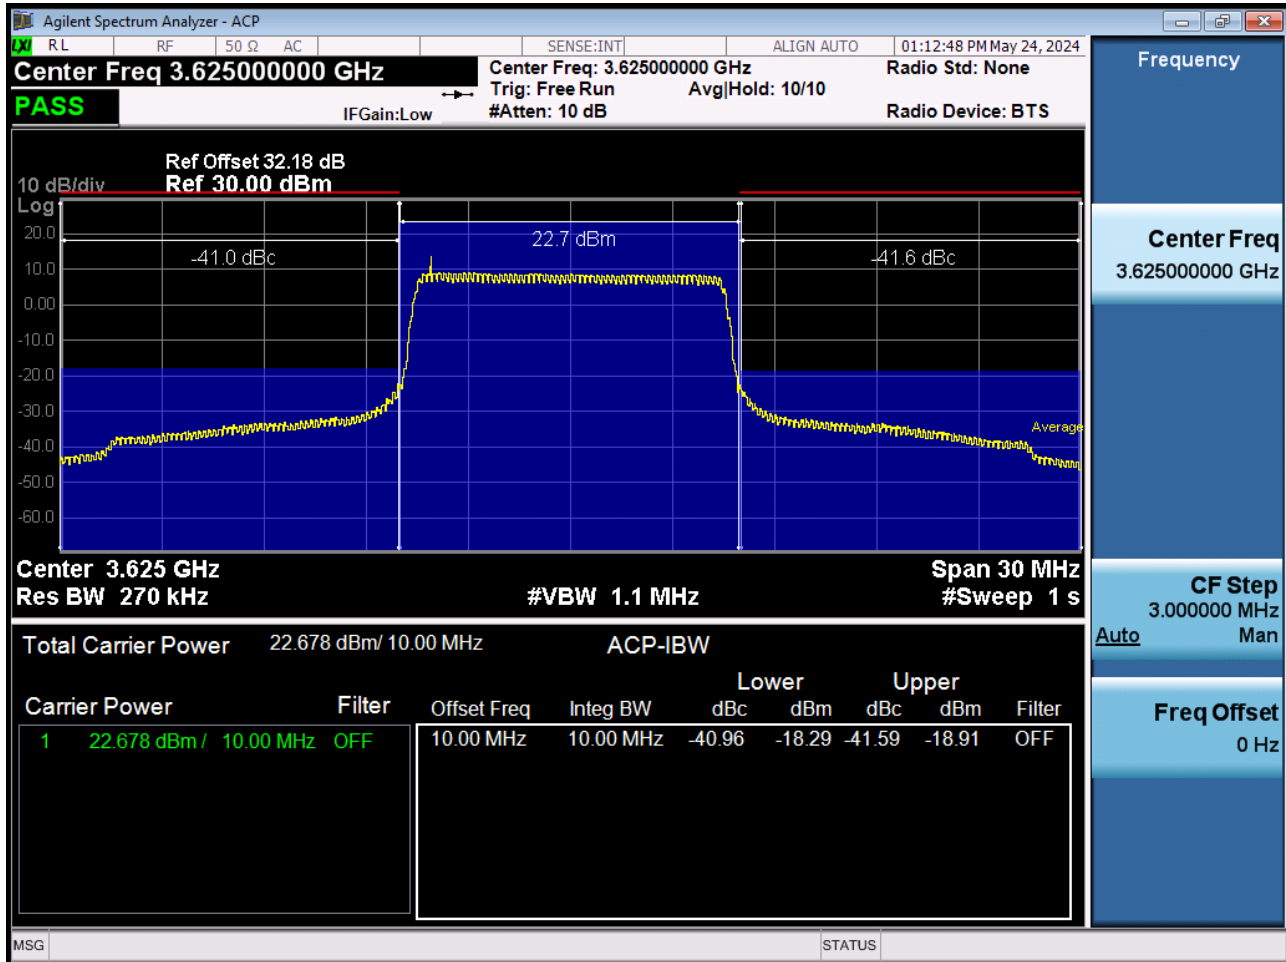 Agilent Spectrum Analyzer - ACP
LXI RL RF 50 Ω AC SENSE:INT ALIGN AUTO 01:12:48 PM May 24, 2024
Center Freq 3.625000000 GHz
Center Freq: 3.625000000 GHz Radio Std: None
Trig: Free Run Avg|Hold: 10/10
PASS IFGain:Low #Atten: 10 dB Radio Device: BTS
Ref Offset 32.18 dB
10 dB/div Ref 30.00 dBm
Log
20.0
10.0
0.00
-10.0
-20.0
-30.0
-40.0
-50.0
-60.0
-41.0 dBc 22.7 dBm -41.6 dBc
Average
Center 3.625 GHz Span 30 MHz
Res BW 270 kHz #VBW 1.1 MHz #Sweep 1 s
Total Carrier Power 22.678 dBm/ 10.00 MHz ACP-IBW
Lower Upper
Carrier Power Filter Offset Freq Integ BW dBc dBm dBc dBm Filter
1 22.678 dBm / 10.00 MHz OFF 10.00 MHz 10.00 MHz -40.96 -18.29 -41.59 -18.91 OFF
MSG STATUS
Frequency
Center Freq
3.625000000 GHz
CF Step
3.000000 MHz
Auto Man
Freq Offset
0 Hz